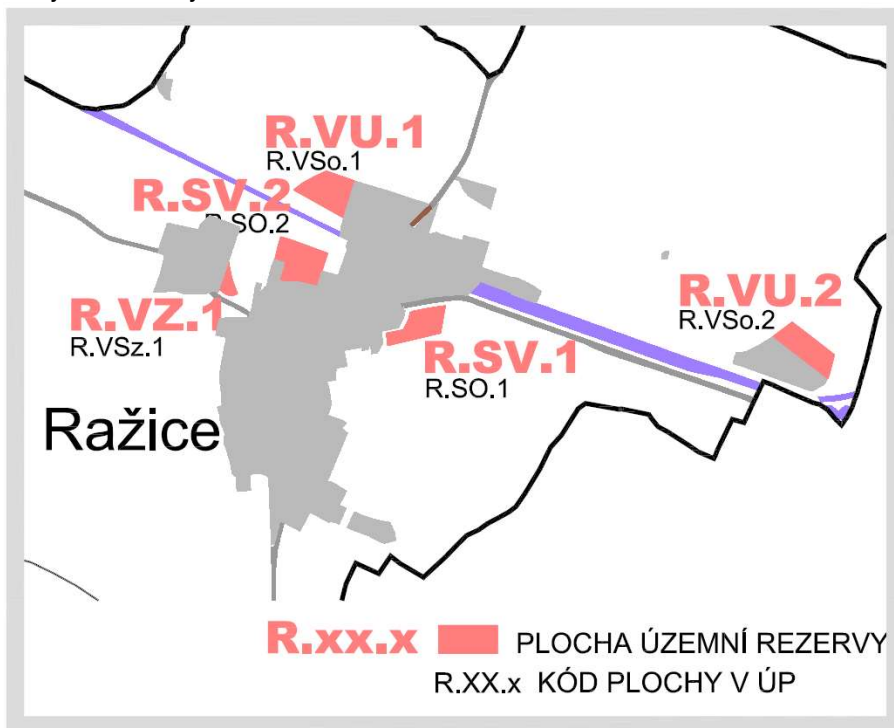 R.VU.1
R.VSo.1
R.SV.2
R.SO.2
R.VU.2
R.VSo.2
R.VZ.1
R.VSz.1
R.SV.1
R.SO.1
Ražice
R.xx.x PLOCHA ÚZEMNÍ REZERVY
R.XX.x KÓD PLOCHY V ÚP